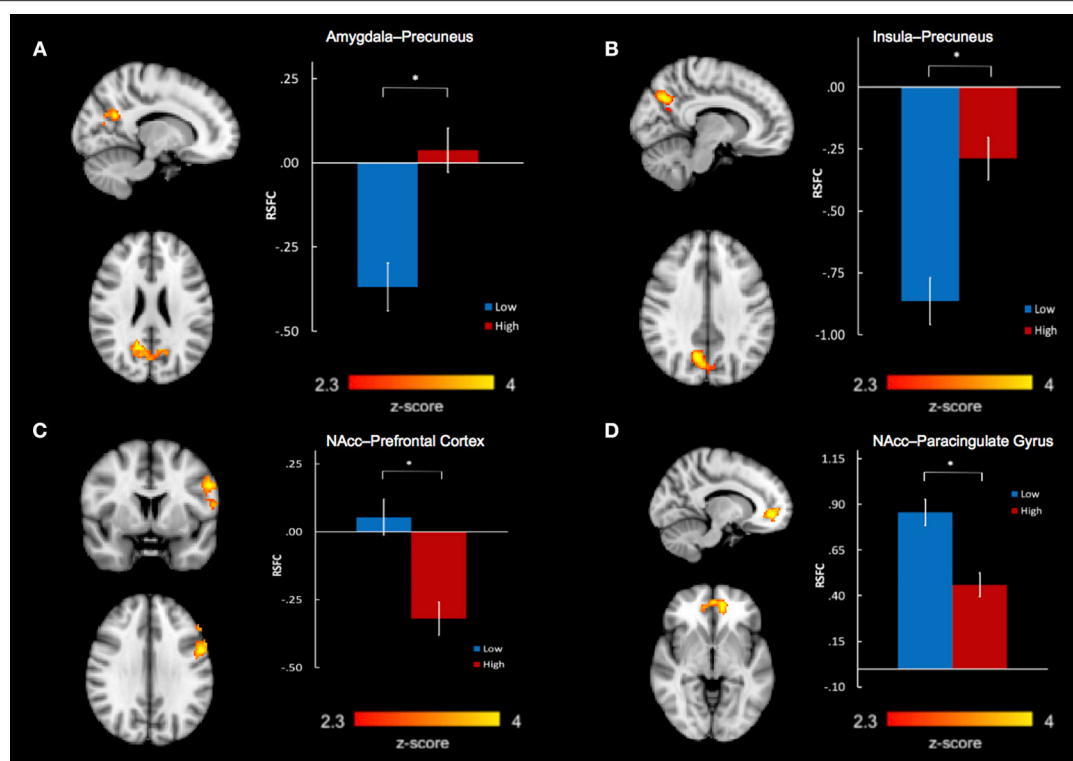 A
Amygdala–Precuneus
.25
*
.00
RSFC
-.25
Low
High
-.50
2.3
4
z-score
B
Insula–Precuneus
*
.00
-.25
RSFC
-.50
-.75
Low
High
-1.00
2.3
4
z-score
C
NAcc–Prefrontal Cortex
.25
*
.00
RSFC
-.25
Low
High
-.50
2.3
4
z-score
D
NAcc–Paracingulate Gyrus
1.15
*
Low
.90
High
.65
RSFC
.40
.15
-.10
2.3
4
z-score